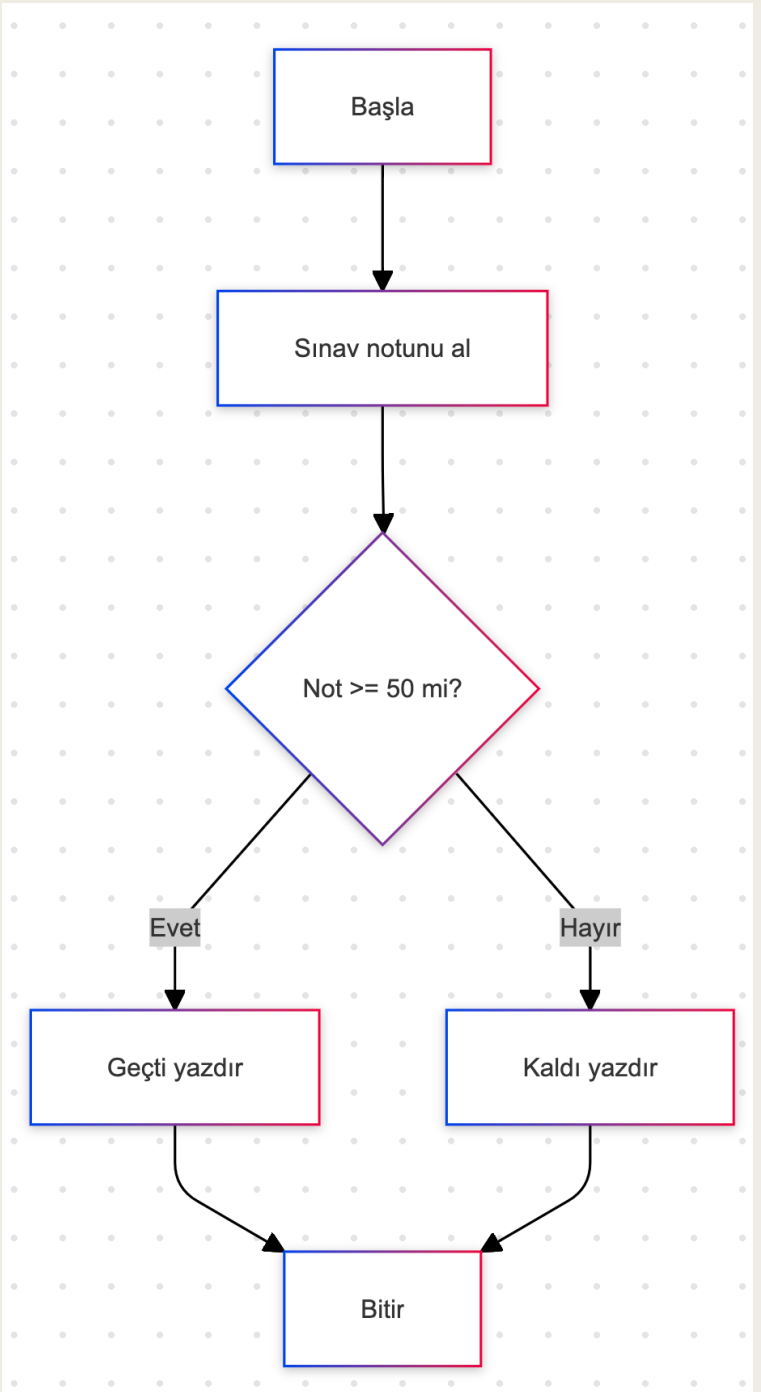 Başla
Sınav notunu al
Not >= 50 mi?
Evet
Hayır
Geçti yazdır
Kaldı yazdır
Bitir